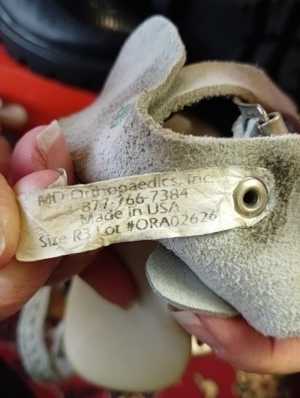 MD Orthopaedics, Inc.
877-766-7384
Made in USA
Size R3 Lot #ORA02626